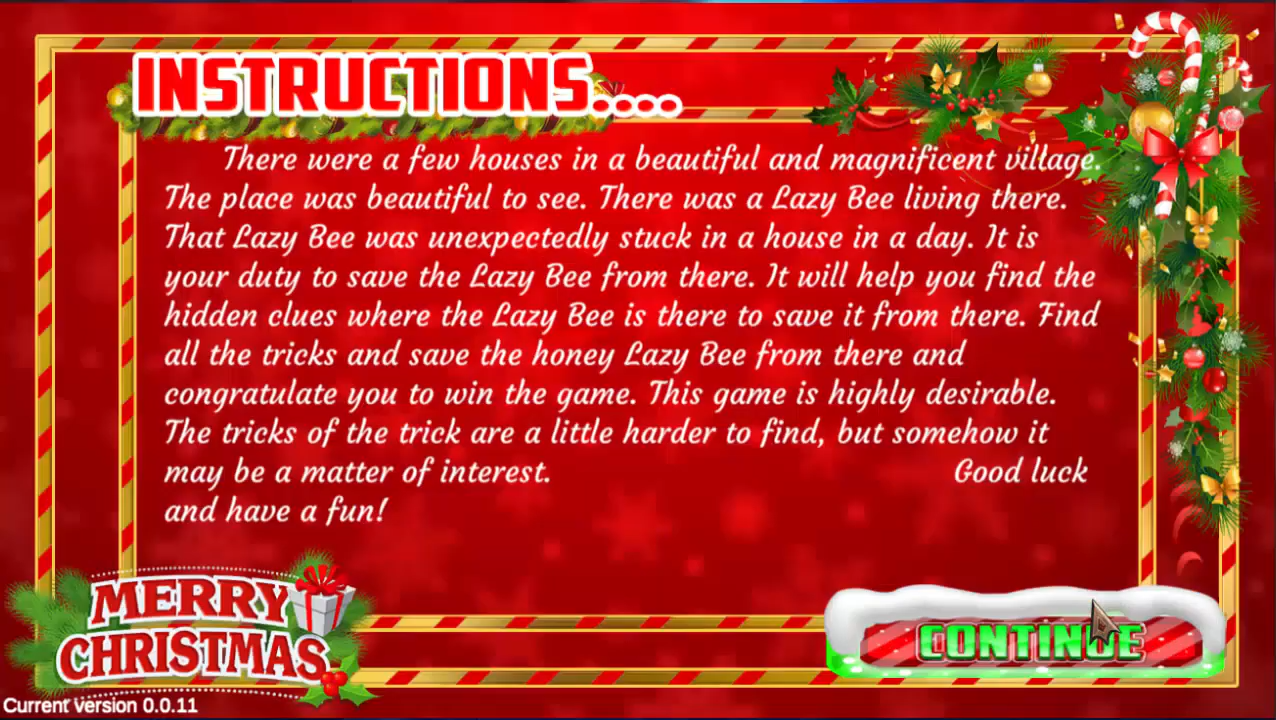 INSTRUCTIONS....
There were a few houses in a beautiful and magnificent village.
The place was beautiful to see. There was a Lazy Bee living there.
That Lazy Bee was unexpectedly stuck in a house in a day. It is
your duty to save the Lazy Bee from there. It will help you find the
hidden clues where the Lazy Bee is there to save it from there. Find
all the tricks and save the honey Lazy Bee from there and
congratulate you to win the game. This game is highly desirable.
The tricks of the trick are a little harder to find, but somehow it
may be a matter of interest. Good luck
and have a fun!
MERRY
CHRISTMAS
CONTINUE
Current version 0.0.11